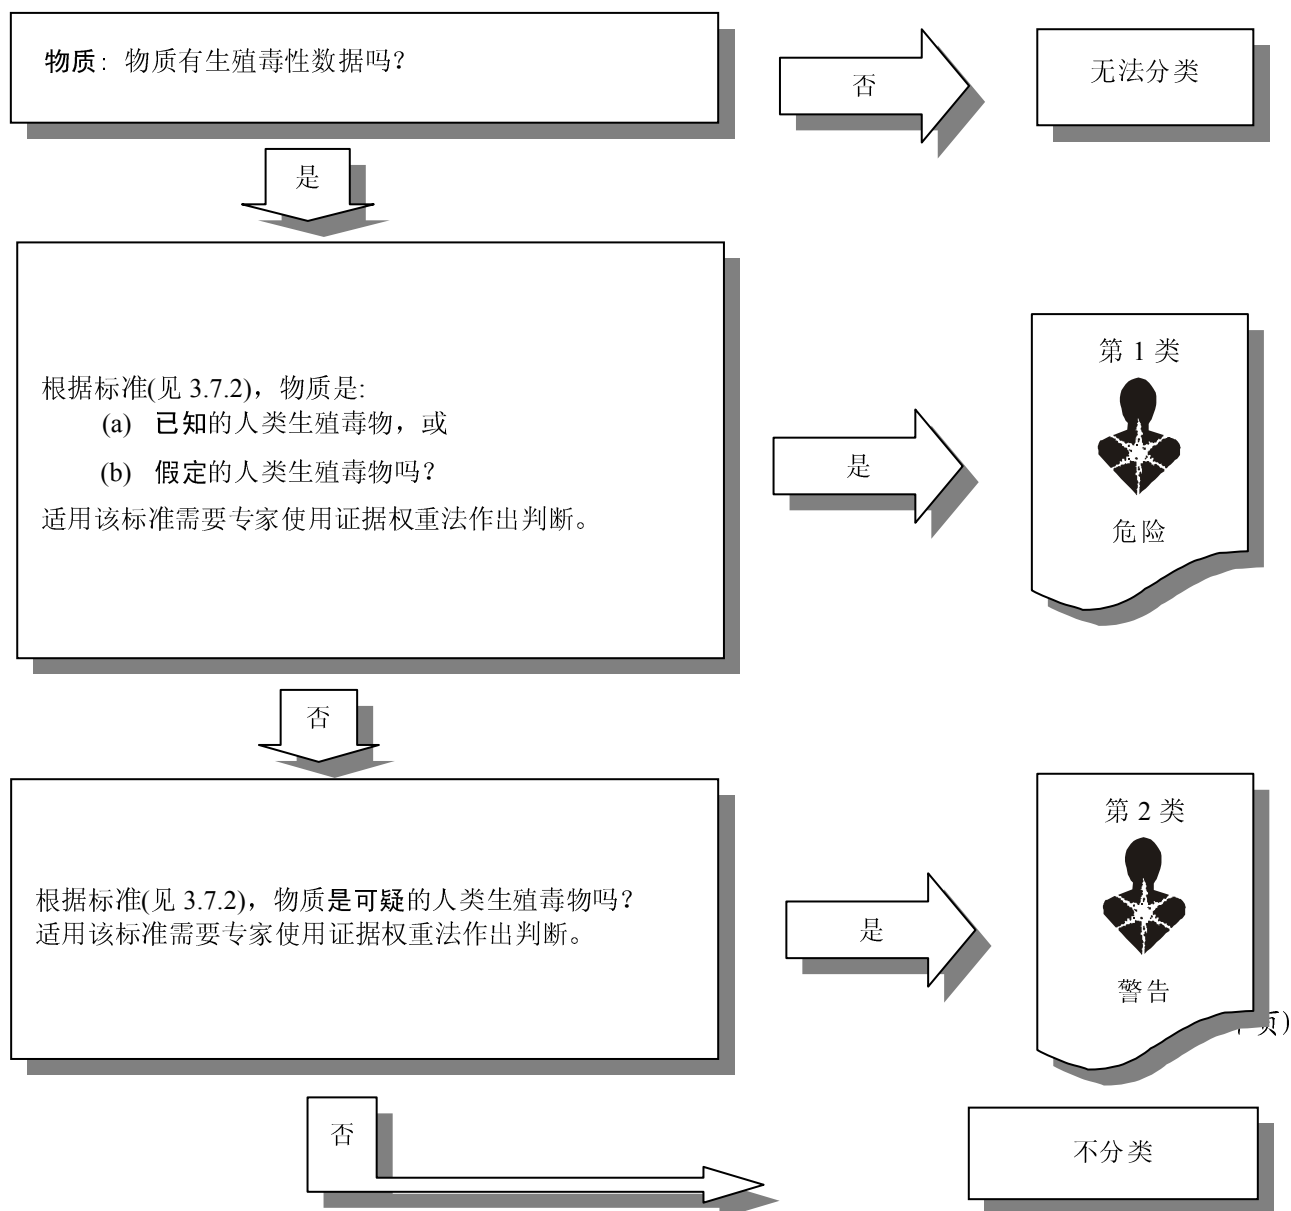 物质：物质有生殖毒性数据吗？
否
无法分类
是
根据标准(见 3.7.2)，物质是:
(a) 已知的人类生殖毒物，或
(b) 假定的人类生殖毒物吗？
适用该标准需要专家使用证据权重法作出判断。
是
第 1 类
危险
否
根据标准(见 3.7.2)，物质是可疑的人类生殖毒物吗？
适用该标准需要专家使用证据权重法作出判断。
是
第 2 类
警告
页)
否
不分类